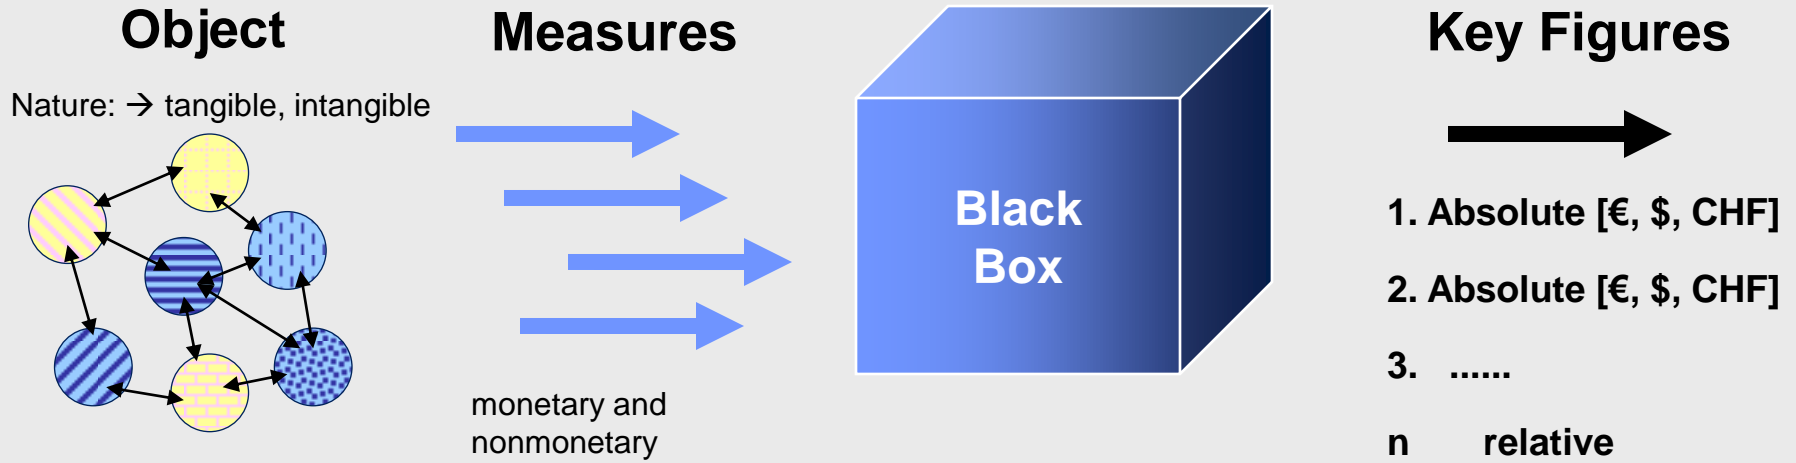 Object
Measures
Key Figures
Nature: → tangible, intangible
Black
Box
1. Absolute [€, $, CHF]
2. Absolute [€, $, CHF]
3. ......
monetary and
nonmonetary
n relative